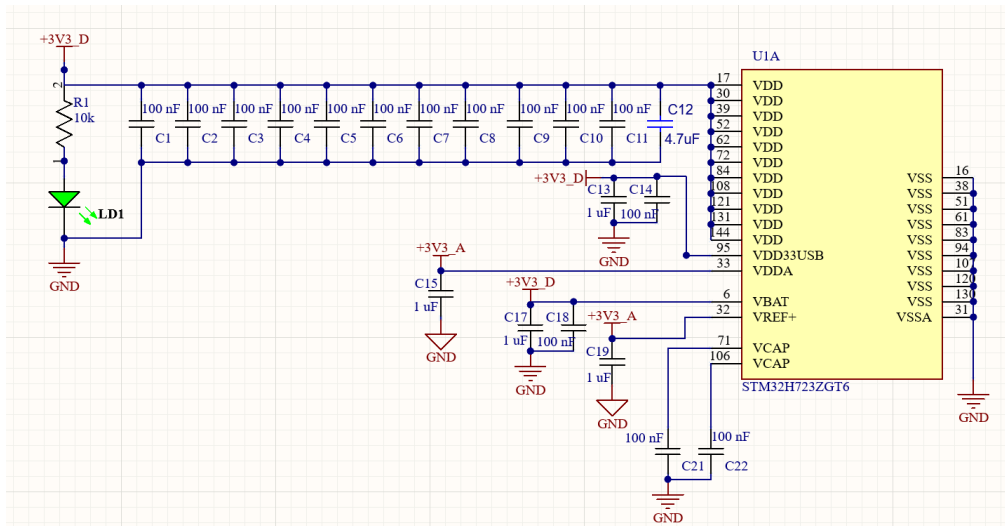 U1A
+3V3_D
2
R1
10k
1
LD1
GND
100 nF 100 nF 100 nF 100 nF 100 nF 100 nF 100 nF 100 nF 100 nF 100 nF 100 nF C12
C1 C2 C3 C4 C5 C6 C7 C8 C9 C10 C11 4.7uF
+3V3_D
C13 C14
1 uF 100 nF
GND
+3V3_A
C15
1 uF
GND
+3V3_D
C17 C18
1 uF 100 nF
GND
+3V3_A
C19
1 uF
GND
100 nF 100 nF
C21 C22
GND
17 VDD
30 VDD
39 VDD
52 VDD
62 VDD
72 VDD
84 VDD
108 VDD
121 VDD
131 VDD
144 VDD
95 VDD33USB
33 VDDA
6 VBAT
32 VREF+
71 VCAP
106 VCAP
VSS 16
VSS 38
VSS 51
VSS 61
VSS 83
VSS 94
VSS 107
VSS 120
VSS 130
VSSA 31
STM32H723ZGT6
GND